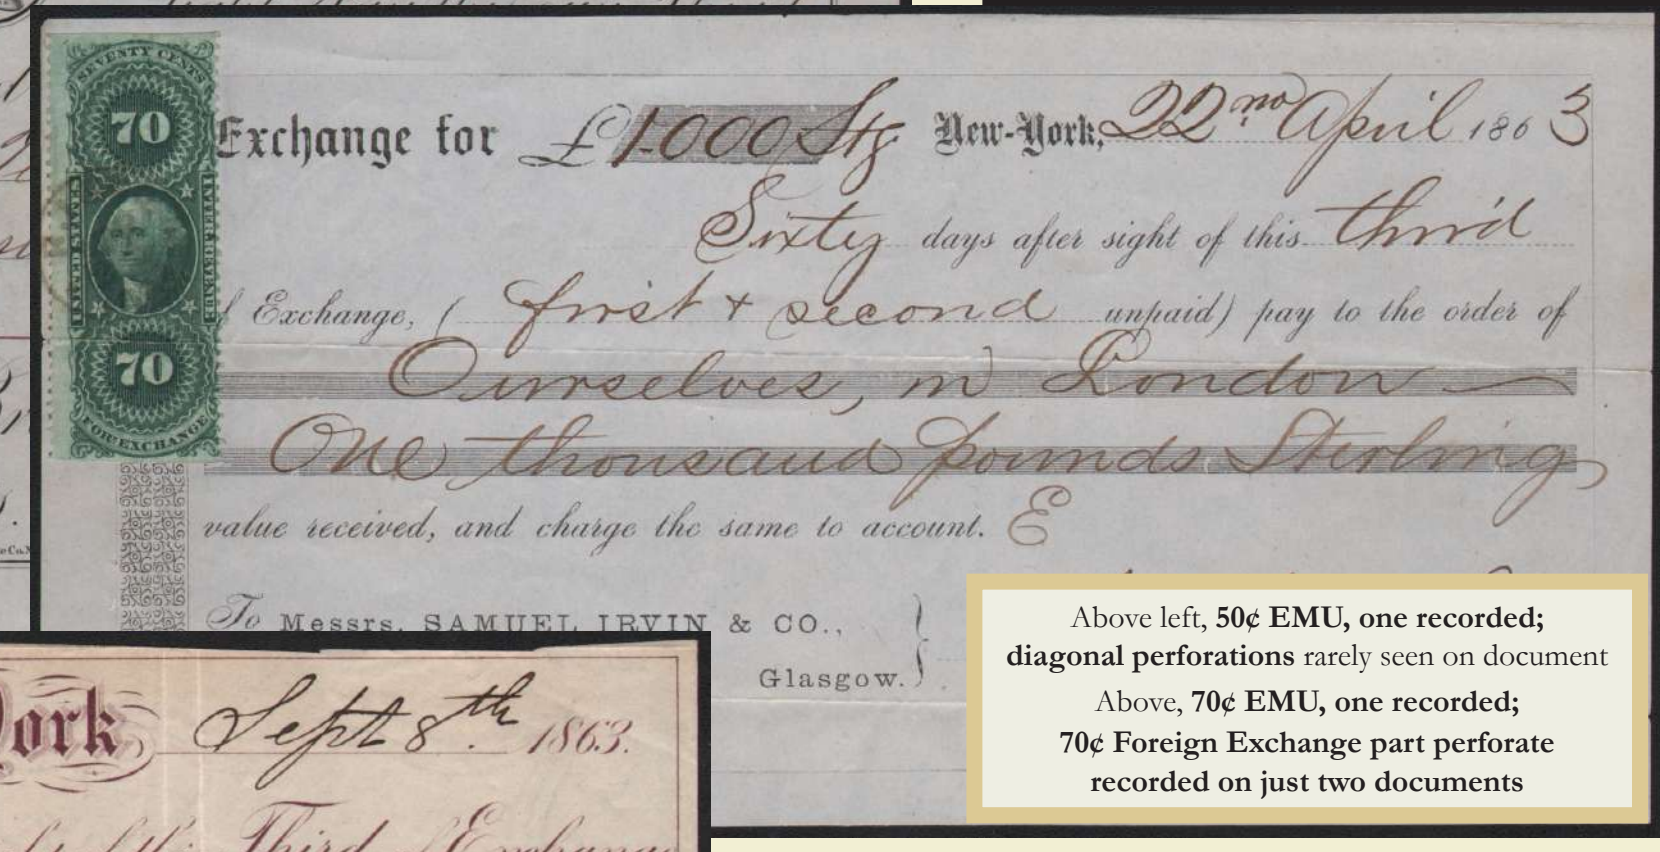 SEVENTY CENTS
70
UNITED STATES
INTER. REVENUE
70
FOR. EXCHANGE
Exchange for £1000 Stg New-York, 22nd April 1863
Sixty days after sight of this third
f Exchange, ( first + second unpaid) pay to the order of
Ourselves, in London
One thousand pounds Sterling
value received, and charge the same to account. E
To Messrs. SAMUEL IRVIN & CO.,
Glasgow.
ork Sept 8th 1863.
Third of Exchange
Above left, 50¢ EMU, one recorded;
diagonal perforations rarely seen on document
Above, 70¢ EMU, one recorded;
70¢ Foreign Exchange part perforate
recorded on just two documents